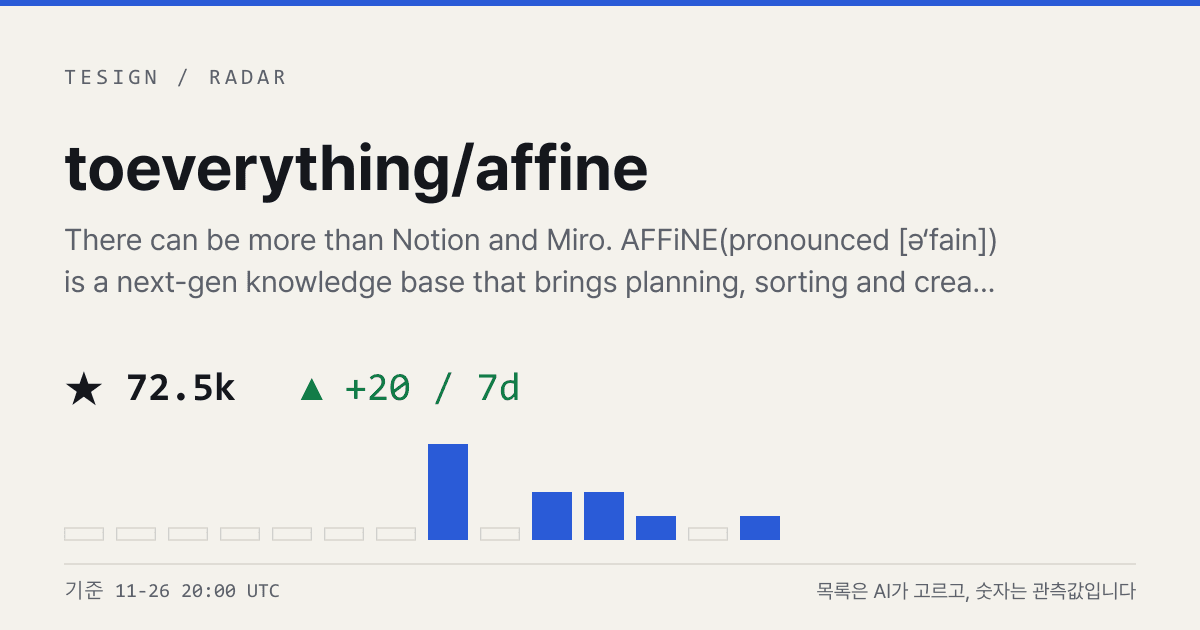 TESIGN / RADAR
toeverything/affine
There can be more than Notion and Miro. AFFiNE(pronounced [ə‘fain])
is a next-gen knowledge base that brings planning, sorting and crea…
★ 72.5k ▲ +20 / 7d
기준 11-26 20:00 UTC
목록은 AI가 고르고, 숫자는 관측값입니다